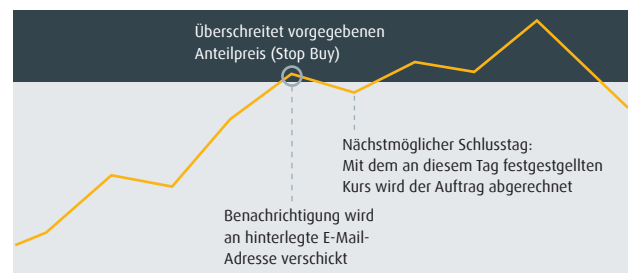 Überschreitet vorgegebenen
Anteilpreis (Stop Buy)
Nächstmöglicher Schlusstag:
Mit dem an diesem Tag festgestgellten
Kurs wird der Auftrag abgerechnet
Benachrichtigung wird
an hinterlegte E-Mail-
Adresse verschickt